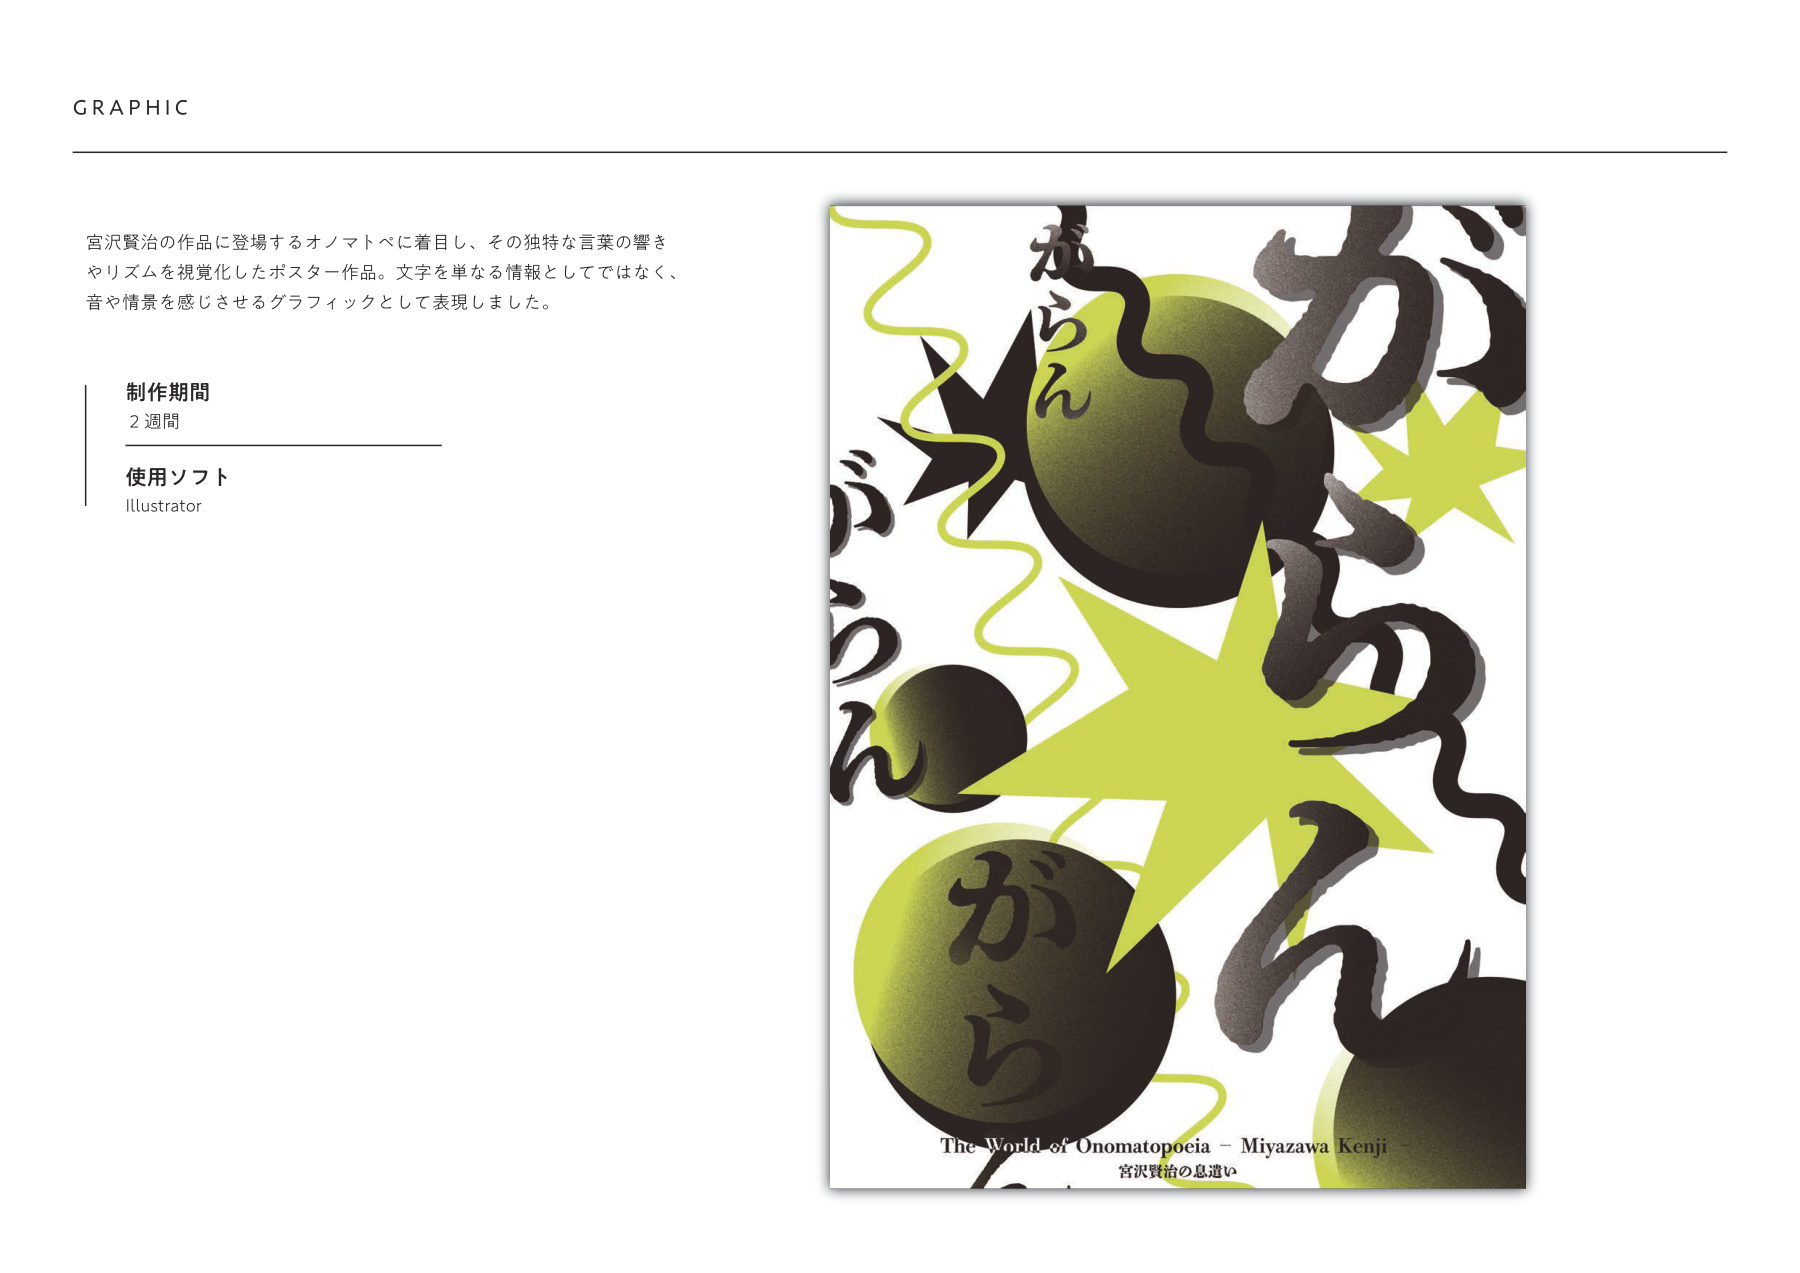 GRAPHIC
宮沢賢治の作品に登場するオノマトペに着目し、その独特な言葉の響き
やリズムを視覚化したポスター作品。文字を単なる情報としてではなく、
音や情景を感じさせるグラフィックとして表現しました。
制作期間
2 週間
使用ソフト
Illustrator
がらん
がらん
がらん
がら
The World of Onomatopoeia − Miyazawa Kenji −
宮沢賢治の息遣い